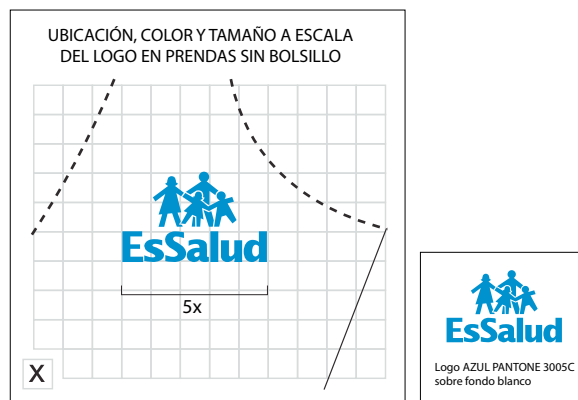 UBICACIÓN, COLOR Y TAMAÑO A ESCALA
DEL LOGO EN PRENDAS SIN BOLSILLO
EsSalud
5x
X
EsSalud
Logo AZUL PANTONE 3005C
sobre fondo blanco